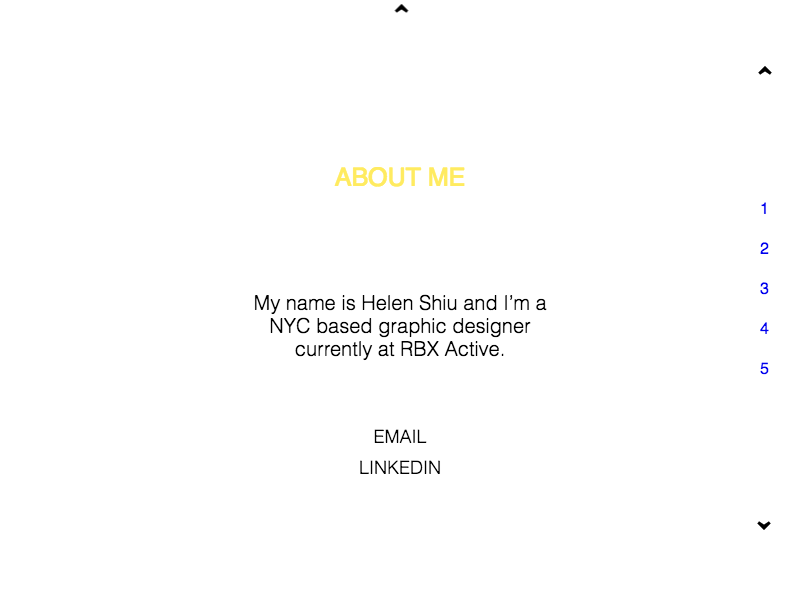 ABOUT ME
My name is Helen Shiu and I'm a
NYC based graphic designer
currently at RBX Active.
EMAIL
LINKEDIN
1
2
3
4
5